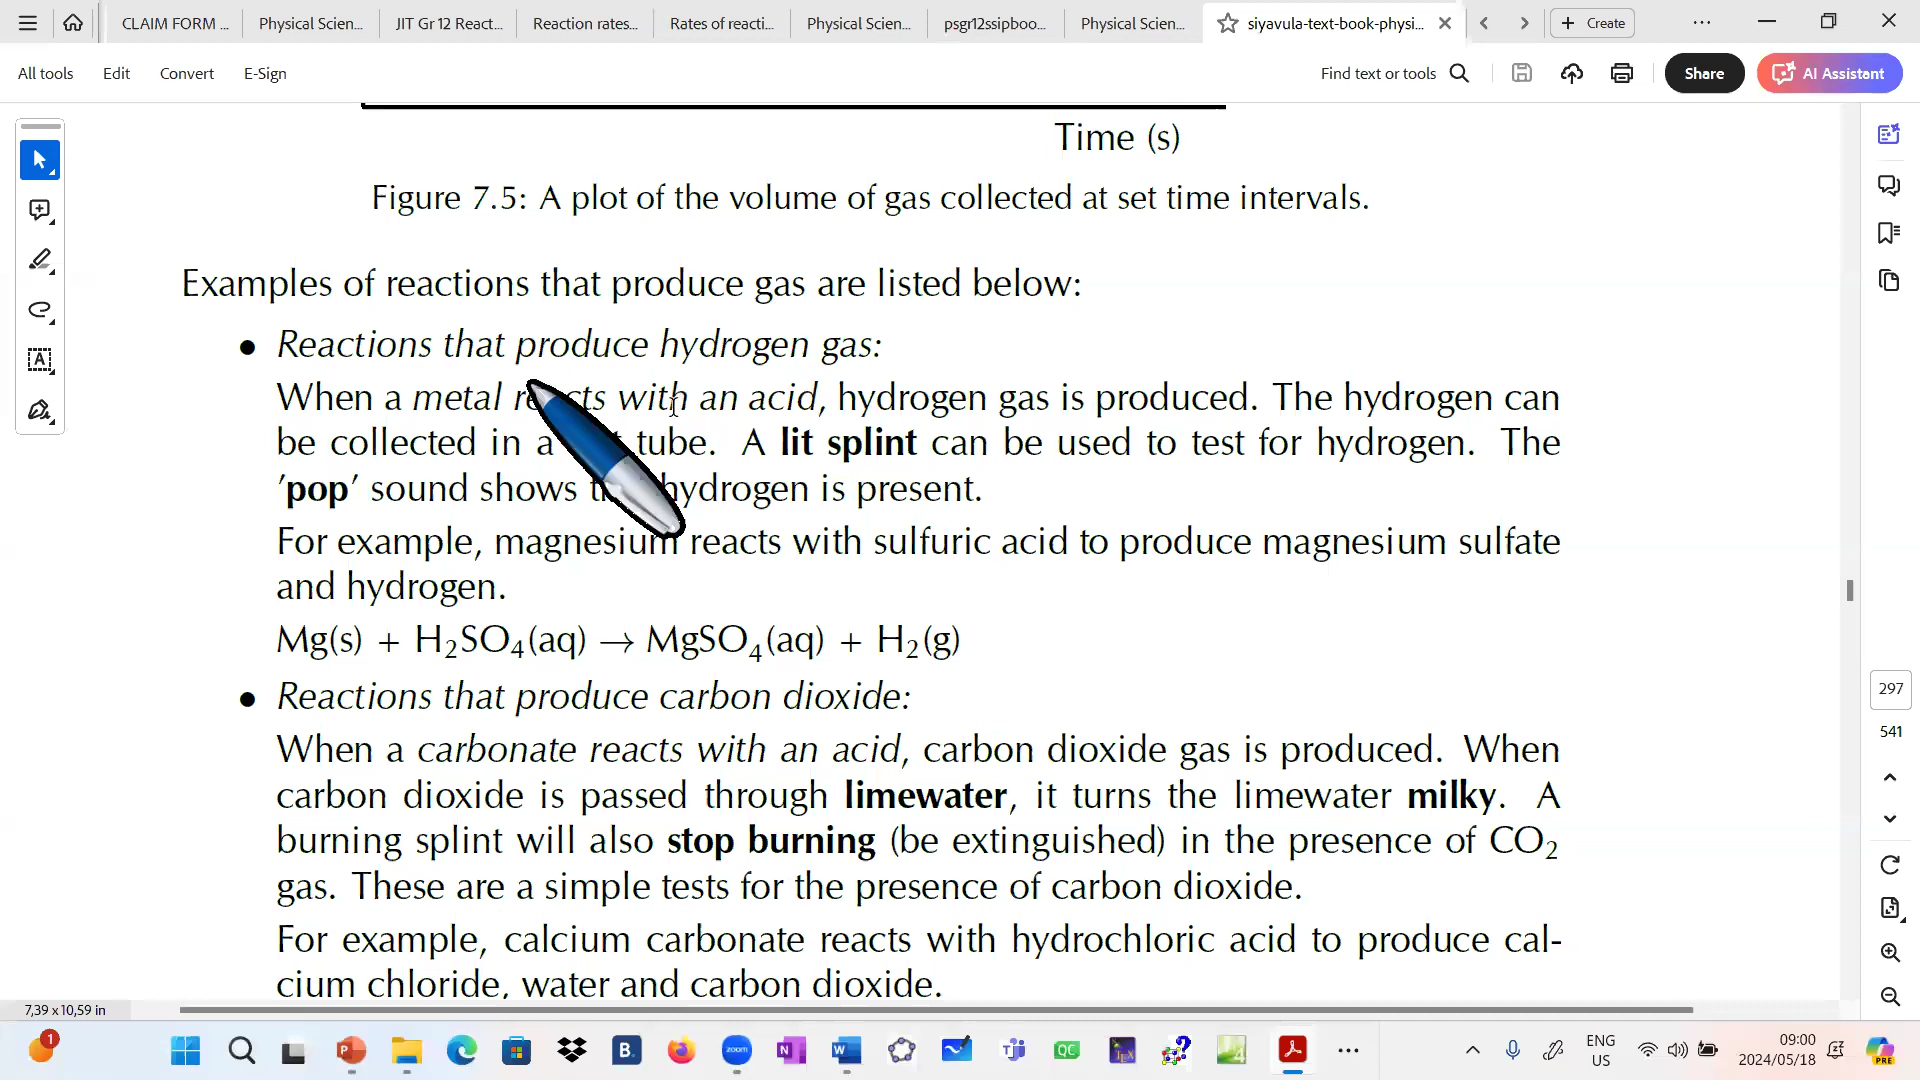 CLAIM FORM ...
Physical Scien...
JIT Gr 12 React...
Reaction rates...
Rates of reacti...
Physical Scien...
psgr12ssipboo...
Physical Scien...
siyavula-text-book-physi...
Create
All tools
Edit
Convert
E-Sign
Find text or tools
Share
AI Assistant
Time (s)
Figure 7.5: A plot of the volume of gas collected at set time intervals.
Examples of reactions that produce gas are listed below:
• Reactions that produce hydrogen gas:
When a metal reacts with an acid, hydrogen gas is produced. The hydrogen can
be collected in a tube. A lit splint can be used to test for hydrogen. The
'pop' sound shows hydrogen is present.
For example, magnesium reacts with sulfuric acid to produce magnesium sulfate
and hydrogen.
Mg(s) + H₂SO₄(aq) → MgSO₄(aq) + H₂(g)
• Reactions that produce carbon dioxide:
When a carbonate reacts with an acid, carbon dioxide gas is produced. When
carbon dioxide is passed through limewater, it turns the limewater milky. A
burning splint will also stop burning (be extinguished) in the presence of CO₂
gas. These are a simple tests for the presence of carbon dioxide.
For example, calcium carbonate reacts with hydrochloric acid to produce cal-
cium chloride, water and carbon dioxide.
297
541
7,39 x 10,59 in
1
zoom
ENG
US
09:00
2024/05/18
PRE